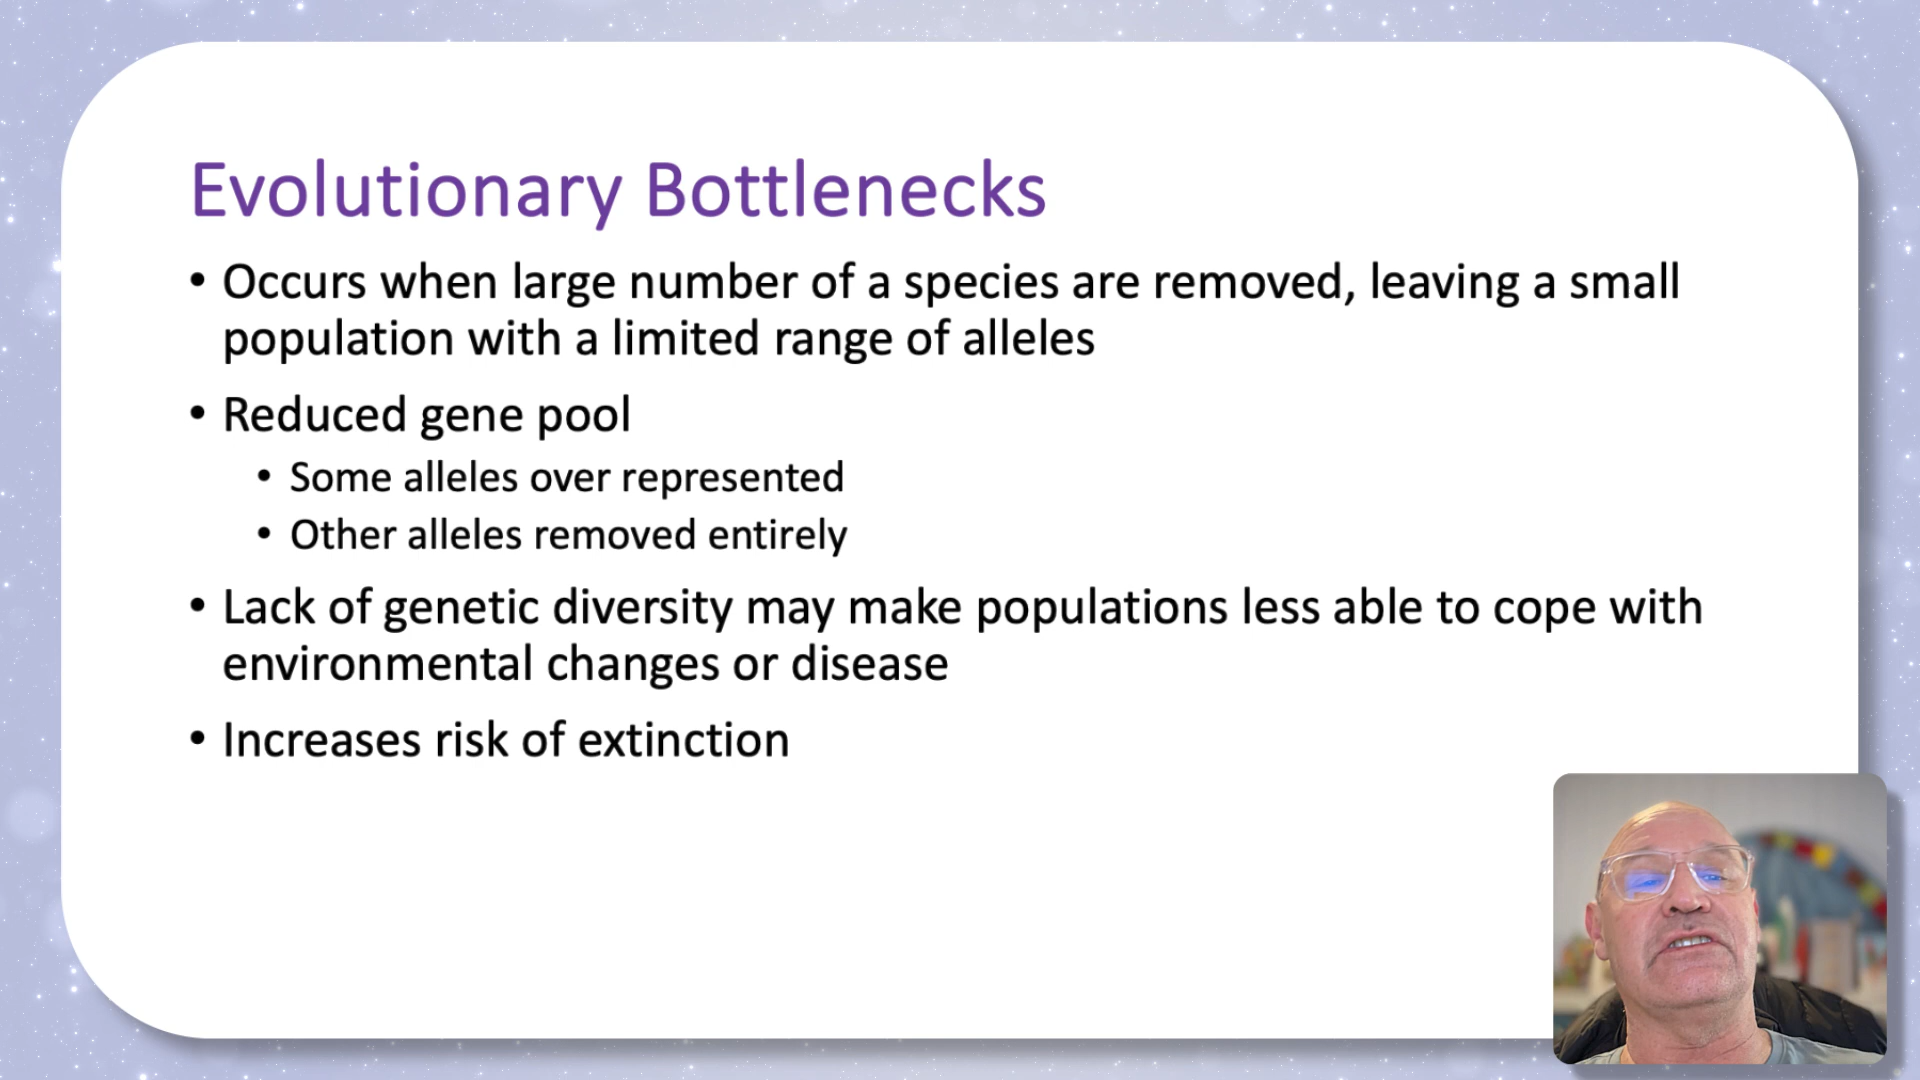 Evolutionary Bottlenecks
• Occurs when large number of a species are removed, leaving a small
population with a limited range of alleles
• Reduced gene pool
• Some alleles over represented
• Other alleles removed entirely
• Lack of genetic diversity may make populations less able to cope with
environmental changes or disease
• Increases risk of extinction